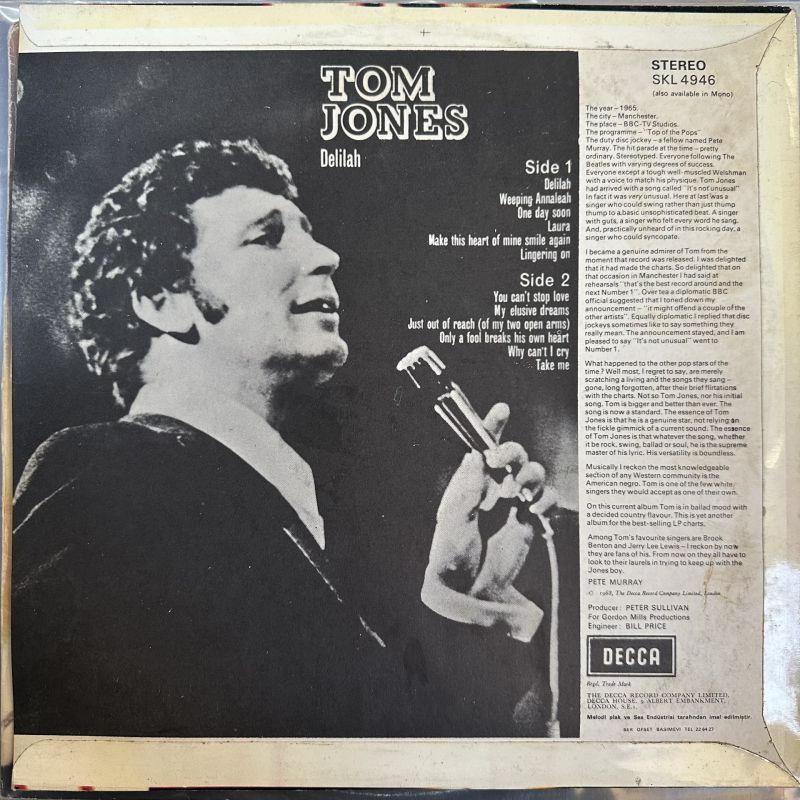 TOM
JONES
Delilah
Side 1
Delilah
Weeping Annaleah
One day soon
Laura
Make this heart of mine smile again
Lingering on
Side 2
You can't stop love
My elusive dreams
Just out of reach (of my two open arms)
Only a fool breaks his own heart
Why can't I cry
Take me
STEREO
SKL 4946
(also available in Mono)
The year – 1965.
The city – Manchester.
The place – BBC-TV Studios.
The programme – "Top of the Pops"
The duty disc jockey – a fellow named Pete
Murray. The hit parade at the time – pretty
ordinary. Stereotyped. Everyone following The
Beatles with varying degrees of success.
Everyone except a tough well-muscled Welshman
with a voice to match his physique. Tom Jones
had arrived with a song called "It's not unusual"
In fact it was very unusual. Here at last was a
singer who could swing rather than just thump
thump to a basic unsophisticated beat. A singer
with guts, a singer who felt every word he sang.
And, practically unheard of in this rocking day, a
singer who could syncopate.
I became a genuine admirer of Tom from the
moment that record was released. I was delighted
that it had made the charts. So delighted that on
that occasion in Manchester I had said at
rehearsals "that's the best record around and the
next Number 1". Over tea a diplomatic BBC
official suggested that I toned down my
announcement – "it might offend a couple of the
other artists". Equally diplomatic I replied that disc
jockeys sometimes like to say something they
really mean. The announcement stayed, and I am
pleased to say "It's not unusual" went to
Number 1.
What happened to the other pop stars of the
time? Well most, I regret to say, are merely
scratching a living and the songs they sang –
gone, long forgotten, after their brief flirtations
with the charts. Not so Tom Jones, nor his initial
song. Tom is bigger and better than ever. The
song is now a standard. The essence of Tom
Jones is that he is a genuine star, not relying on
the fickle gimmick of a current sound. The essence
of Tom Jones is that whatever the song, whether
it be rock, swing, ballad or soul, he is the supreme
master of his lyric. His versatility is boundless.
Musically I reckon the most knowledgeable
section of any Western community is the
American negro. Tom is one of the few white
singers they would accept as one of their own.
On this current album Tom is in ballad mood with
a decided country flavour. This is yet another
album for the best-selling LP charts.
Among Tom's favourite singers are Brook
Benton and Jerry Lee Lewis – I reckon by now
they are fans of his. From now on they all have to
look to their laurels in trying to keep up with the
Jones boy.
PETE MURRAY
© 1968, The Decca Record Company Limited, London
Producer: PETER SULLIVAN
For Gordon Mills Productions
Engineer: BILL PRICE
DECCA
Regd. Trade Mark
THE DECCA RECORD COMPANY LIMITED,
DECCA HOUSE, 9 ALBERT EMBANKMENT,
LONDON, S.E.1.
Melodi plak ve Ses Endüstrisi tarafından imal edilmiştir.
SEK OFSET BASIMEVİ TEL 22 64 27